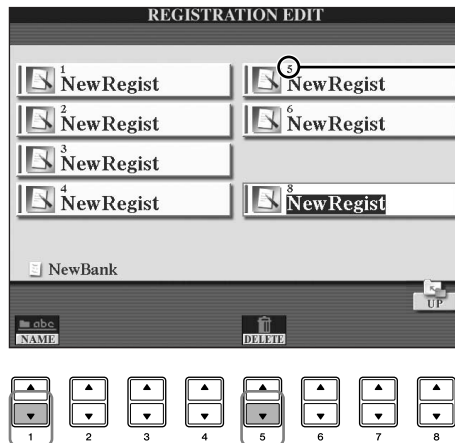 REGISTRATION EDIT
1
NewRegist
2
NewRegist
3
NewRegist
4
NewRegist
5
NewRegist
6
NewRegist
8
NewRegist
NewBank
UP
abc
NAME
DELETE
1 2 3 4 5 6 7 8